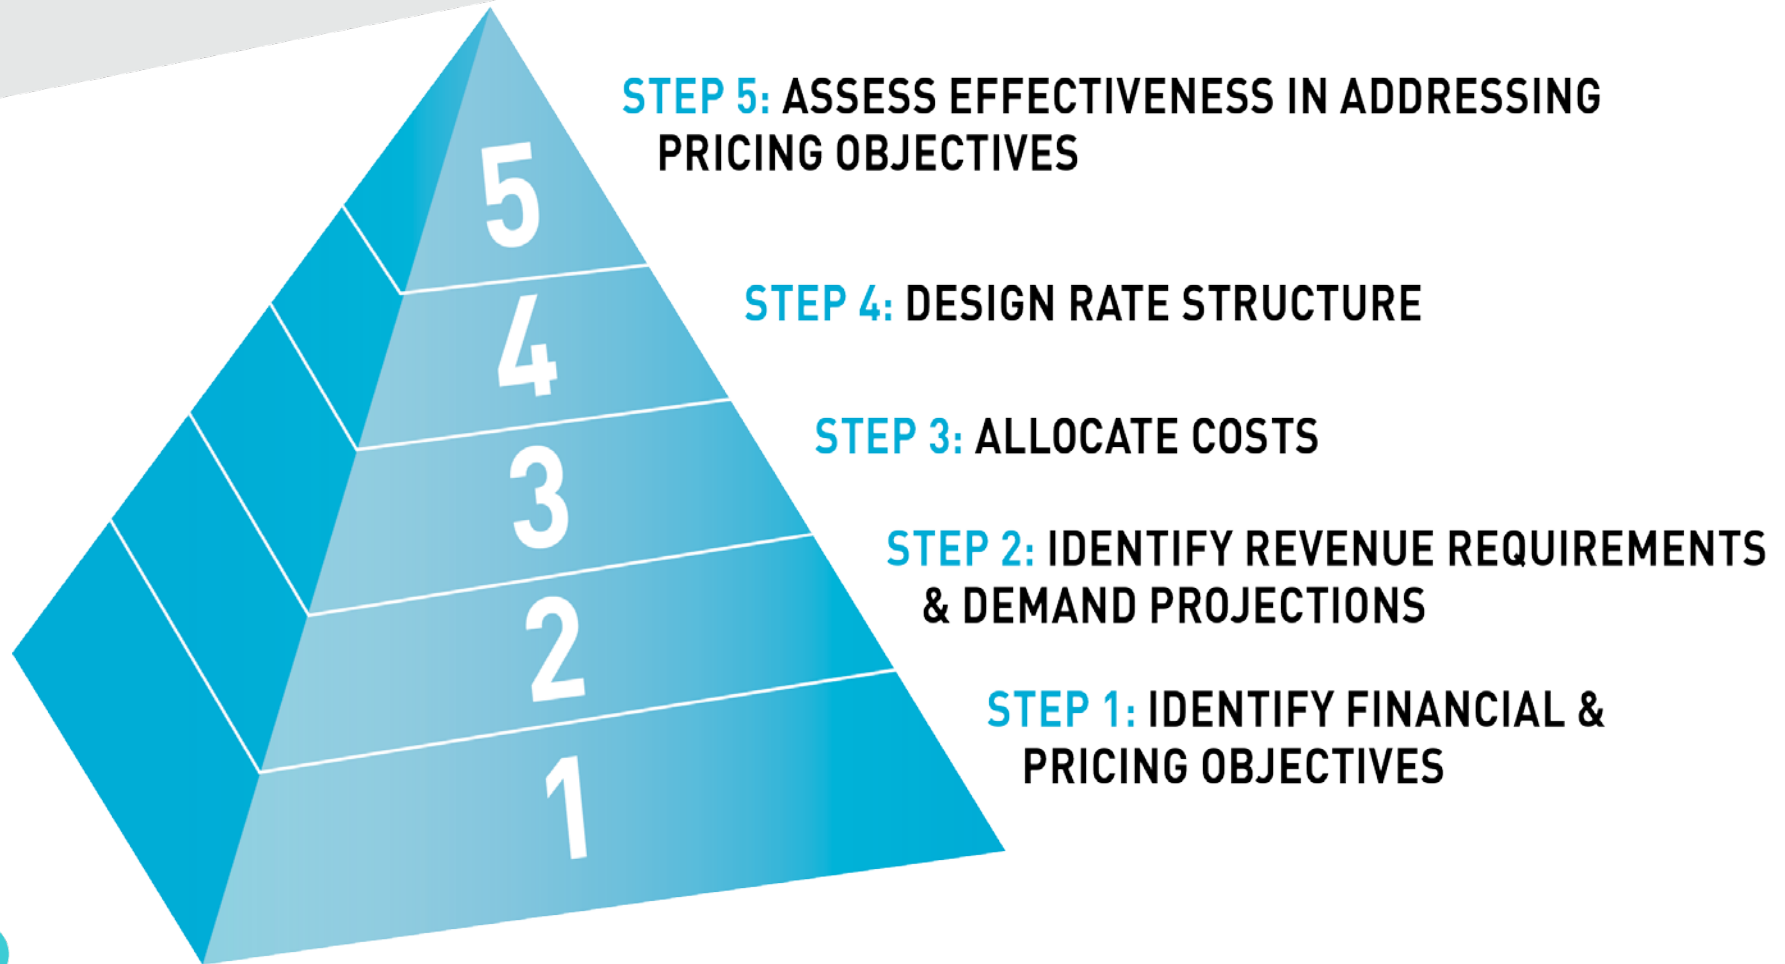 STEP 5: ASSESS EFFECTIVENESS IN ADDRESSING
PRICING OBJECTIVES
5
STEP 4: DESIGN RATE STRUCTURE
4
STEP 3: ALLOCATE COSTS
3
STEP 2: IDENTIFY REVENUE REQUIREMENTS
& DEMAND PROJECTIONS
2
STEP 1: IDENTIFY FINANCIAL &
PRICING OBJECTIVES
1